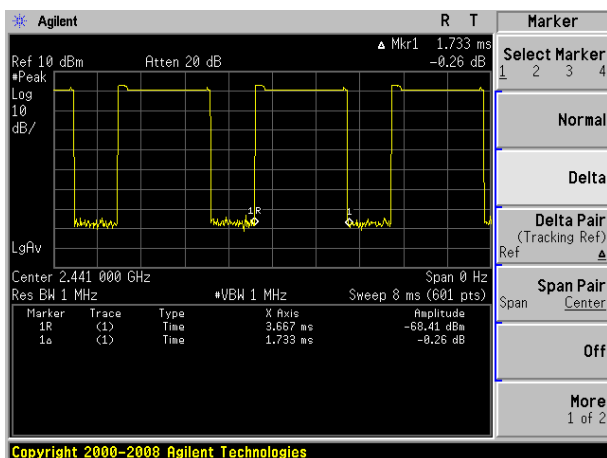 Agilent R T Marker
Δ Mkr1 1.733 ms
Ref 10 dBm Atten 20 dB -0.26 dB
#Peak
Log
10
dB/
1R 1
LgAv
Center 2.441 000 GHz Span 0 Hz
Res BW 1 MHz #VBW 1 MHz Sweep 8 ms (601 pts)
Marker Trace Type X Axis Amplitude
1R (1) Time 3.667 ms -68.41 dBm
1Δ (1) Time 1.733 ms -0.26 dB
Select Marker
1 2 3 4
Normal
Delta
Delta Pair
(Tracking Ref)
Ref Δ
Span Pair
Span Center
Off
More
1 of 2
Copyright 2000-2008 Agilent Technologies